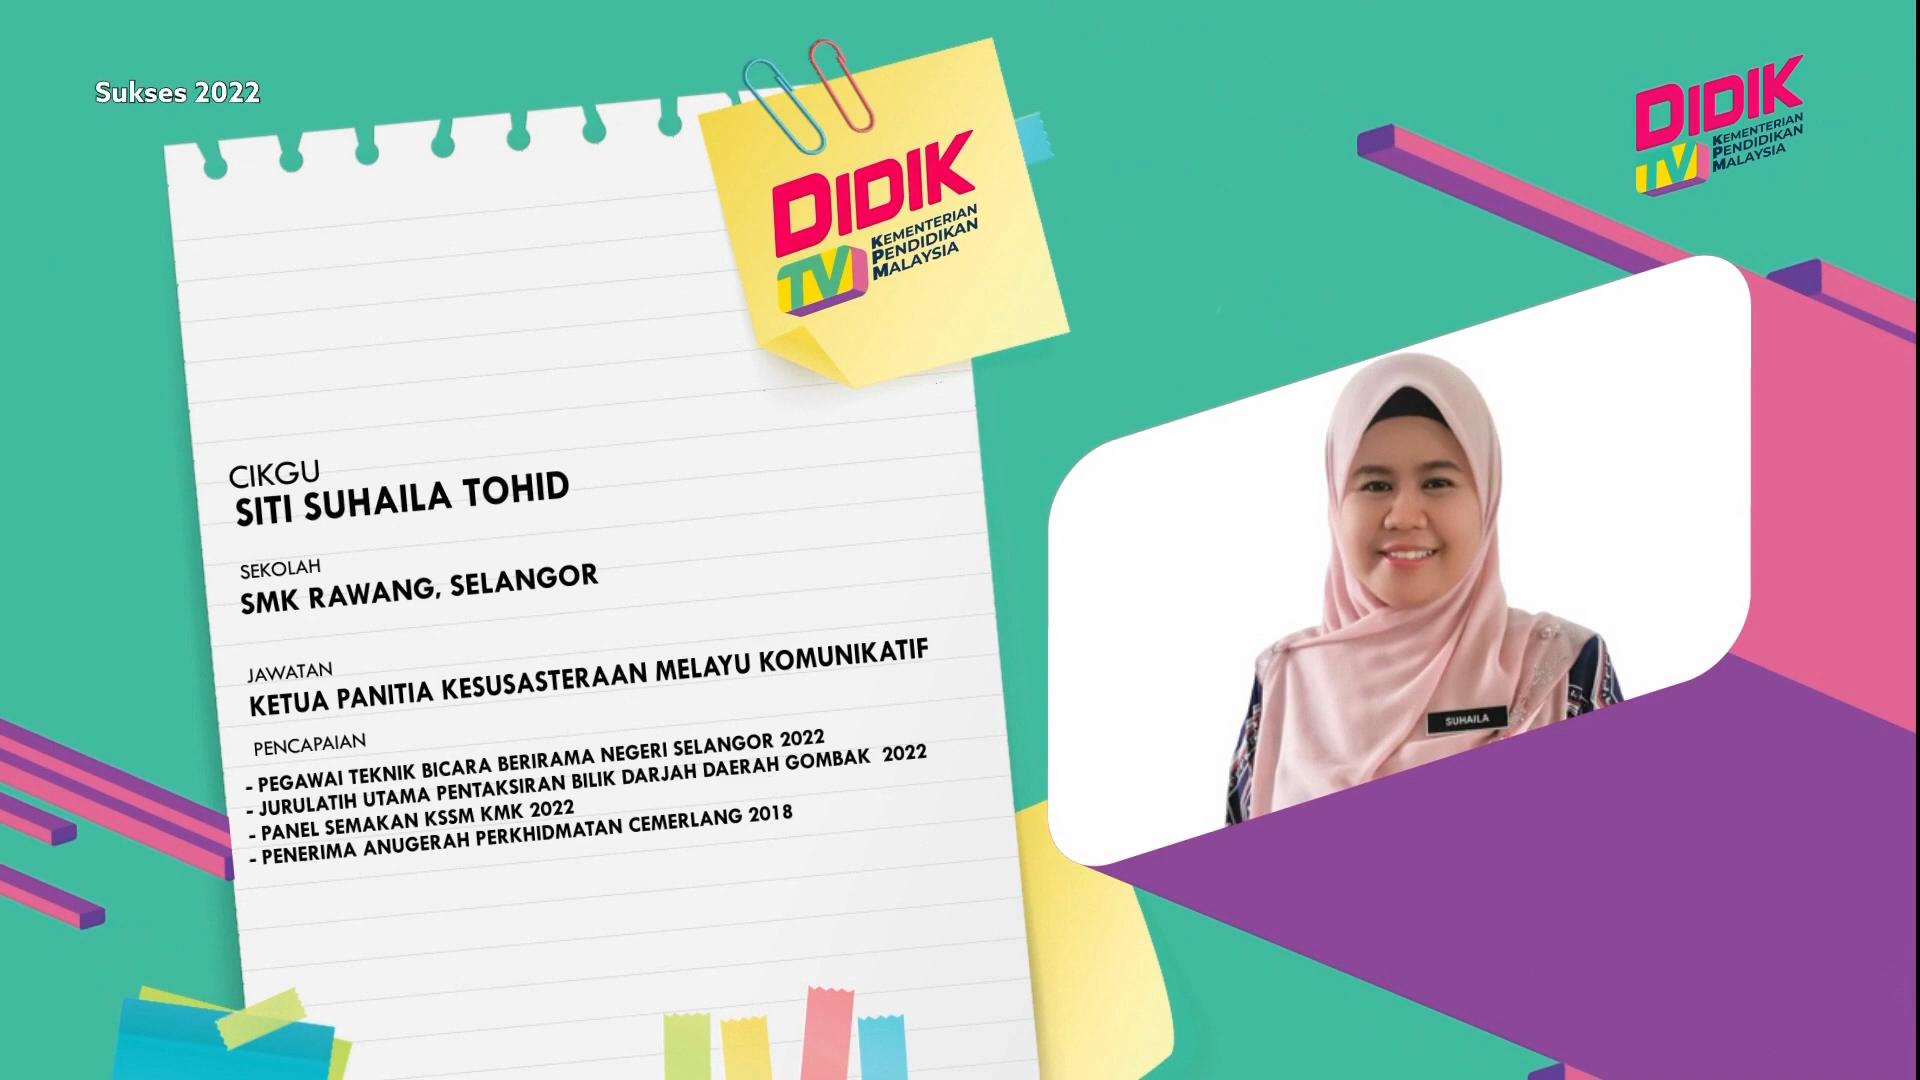 Sukses 2022
DIDIK
TV
KEMENTERIAN
PENDIDIKAN
MALAYSIA
DIDIK
TV
KEMENTERIAN
PENDIDIKAN
MALAYSIA
CIKGU
SITI SUHAILA TOHID
SEKOLAH
SMK RAWANG, SELANGOR
JAWATAN
KETUA PANITIA KESUSASTERAAN MELAYU KOMUNIKATIF
PENCAPAIAN
- PEGAWAI TEKNIK BICARA BERIRAMA NEGERI SELANGOR 2022
- JURULATIH UTAMA PENTAKSIRAN BILIK DARJAH DAERAH GOMBAK 2022
- PANEL SEMAKAN KSSM KMK 2022
- PENERIMA ANUGERAH PERKHIDMATAN CEMERLANG 2018
SUHAILA